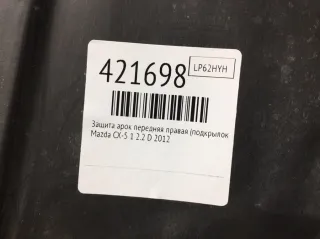 421698
LP62HYH
Защита арок передняя правая (подкрылок
Mazda CX-5 1 2.2 D 2012